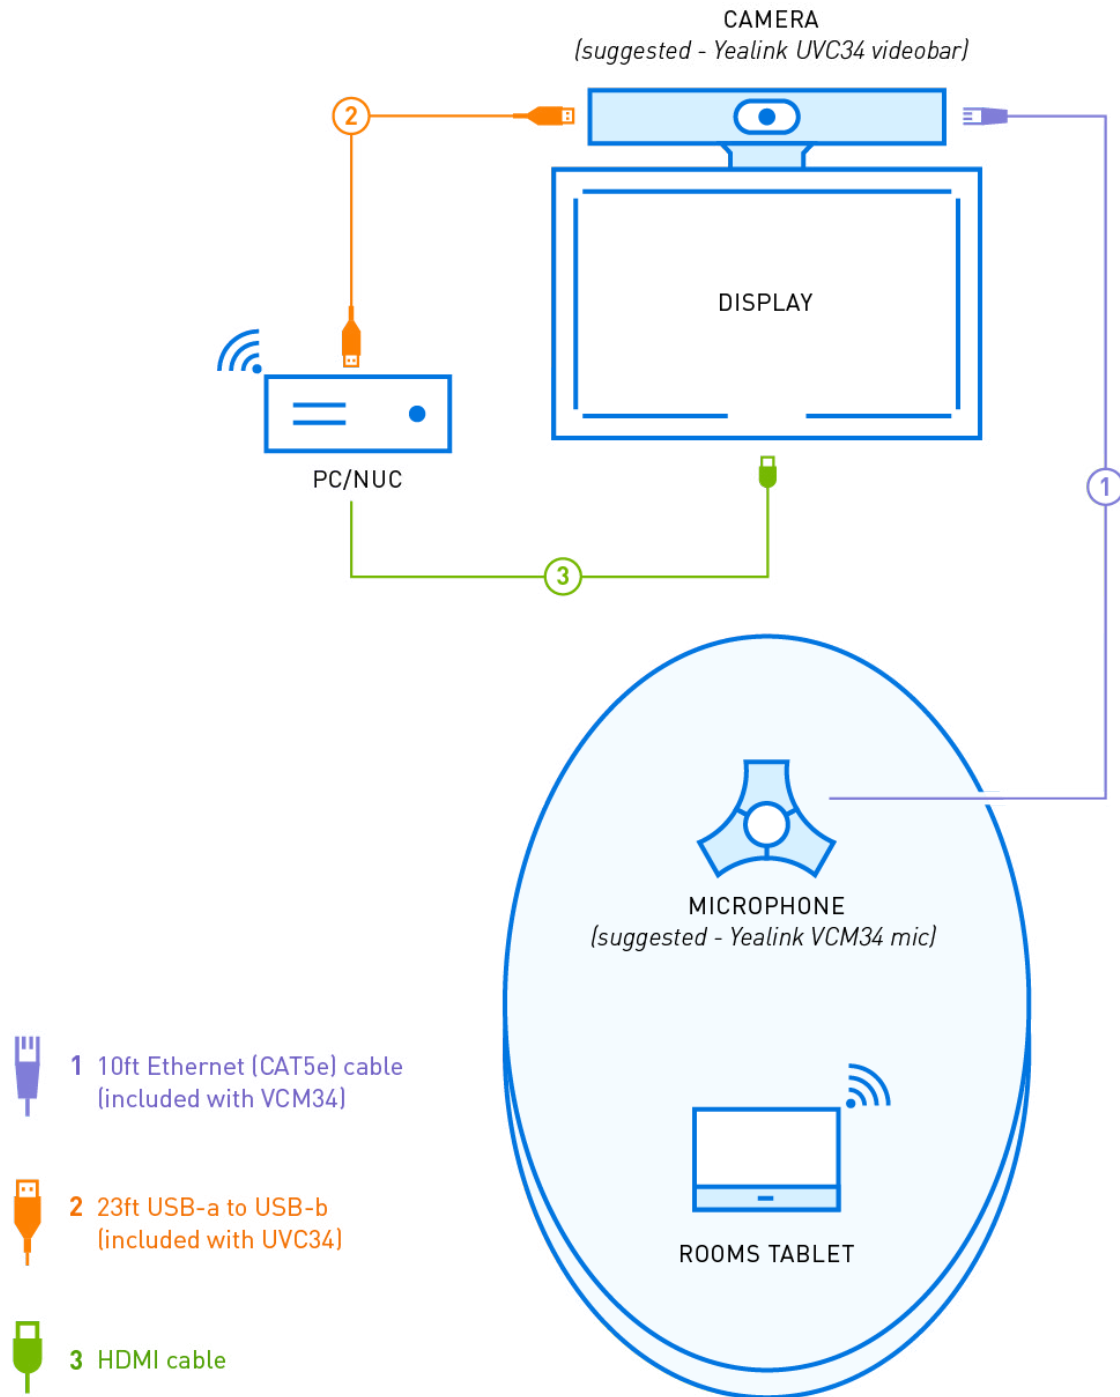 CAMERA
(suggested - Yealink UVC34 videobar)
2
DISPLAY
PC/NUC
1
3
MICROPHONE
(suggested - Yealink VCM34 mic)
1 10ft Ethernet (CAT5e) cable
(included with VCM34)
2 23ft USB-a to USB-b
(included with UVC34)
ROOMS TABLET
3 HDMI cable